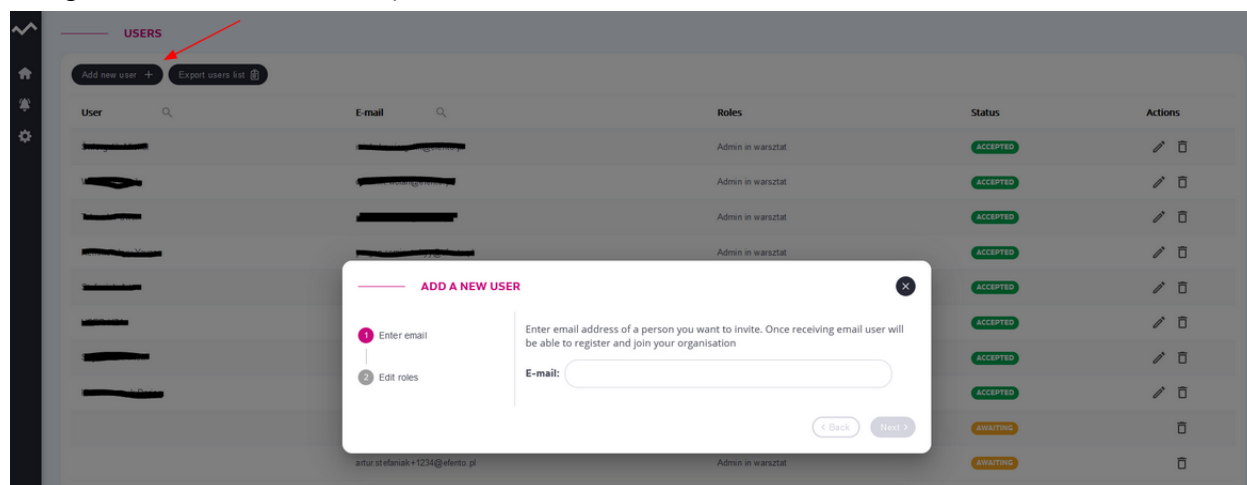 USERS
Add new user +
Export users list
User E-mail Roles Status Actions
Admin in warsztat ACCEPTED
Admin in warsztat ACCEPTED
Admin in warsztat ACCEPTED
Admin in warsztat ACCEPTED
ACCEPTED
ACCEPTED
ACCEPTED
ACCEPTED
AWAITING
ADD A NEW USER
1 Enter email
2 Edit roles
Enter email address of a person you want to invite. Once receiving email user will
be able to register and join your organisation
E-mail:
< Back Next >
artur.stefaniak+1234@elento.pl Admin in warsztat AWAITING